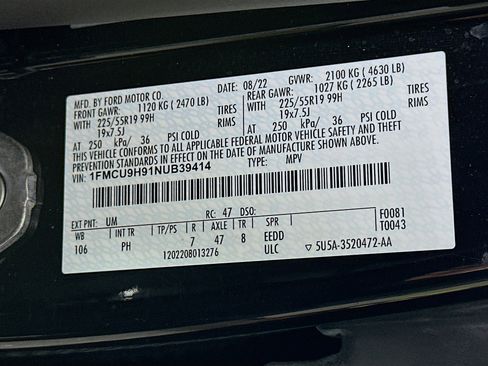 MFD. BY FORD MOTOR CO.
DATE: 08/22 GVWR: 2100 KG ( 4630 LB)
FRONT GAWR: 1120 KG ( 2470 LB) REAR GAWR: 1027 KG ( 2265 LB)
WITH 225/55R19 99H TIRES WITH 225/55R19 99H TIRES
19x7.5J RIMS 19x7.5J RIMS
AT 250 kPa/ 36 PSI COLD AT 250 kPa/ 36 PSI COLD
THIS VEHICLE CONFORMS TO ALL APPLICABLE FEDERAL MOTOR VEHICLE SAFETY AND THEFT
PREVENTION STANDARDS IN EFFECT ON THE DATE OF MANUFACTURE SHOWN ABOVE.
VIN: 1FMCU9H91NUB39414 TYPE: MPV
EXT PNT: UM RC: 47 DSO: F0081
WB INT TR TP/PS R AXLE TR SPR T0043
106 PH 7 47 8 EEDD
1202208013276 ULC ▽ 5U5A-3520472-AA